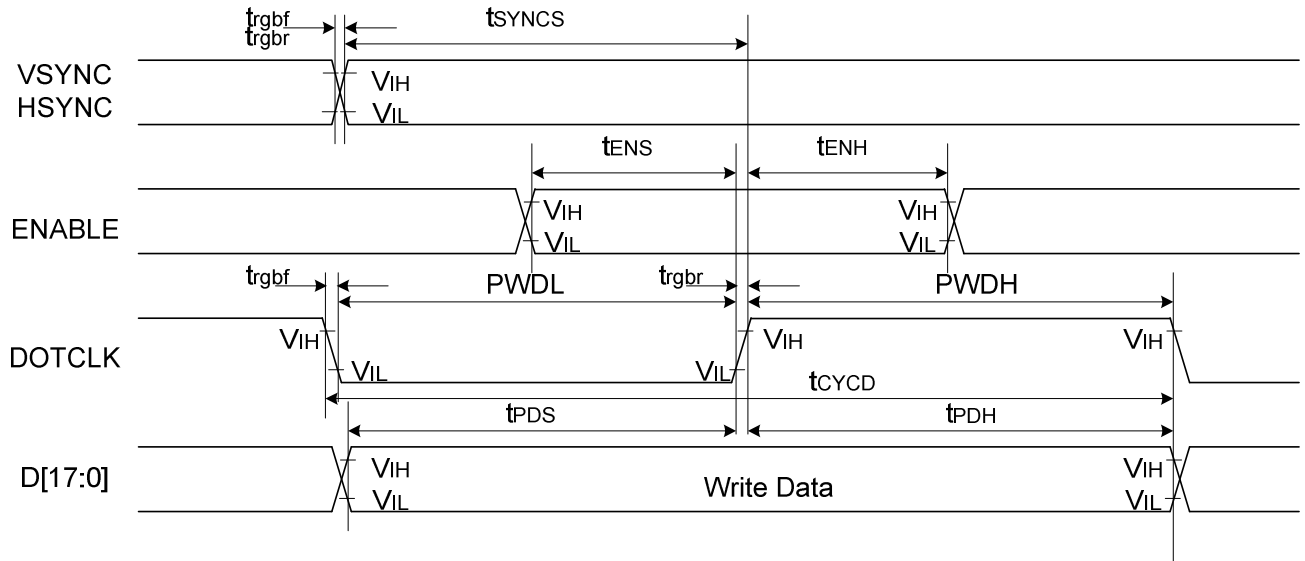 trgbf
trgbr
tSYNCS
VSYNC
HSYNC
VIH
VIL
tENS
tENH
ENABLE
VIH
VIL
VIH
VIL
trgbf
PWDL
trgbr
PWDH
DOTCLK
VIH
VIL
VIL
VIH
VIH
tCYCD
tPDS
tPDH
D[17:0]
VIH
VIL
Write Data
VIH
VIL